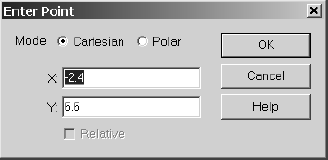 Enter Point
Mode Cartesian Polar OK
X: -2.4 Cancel
Y: 6.6 Help
Relative